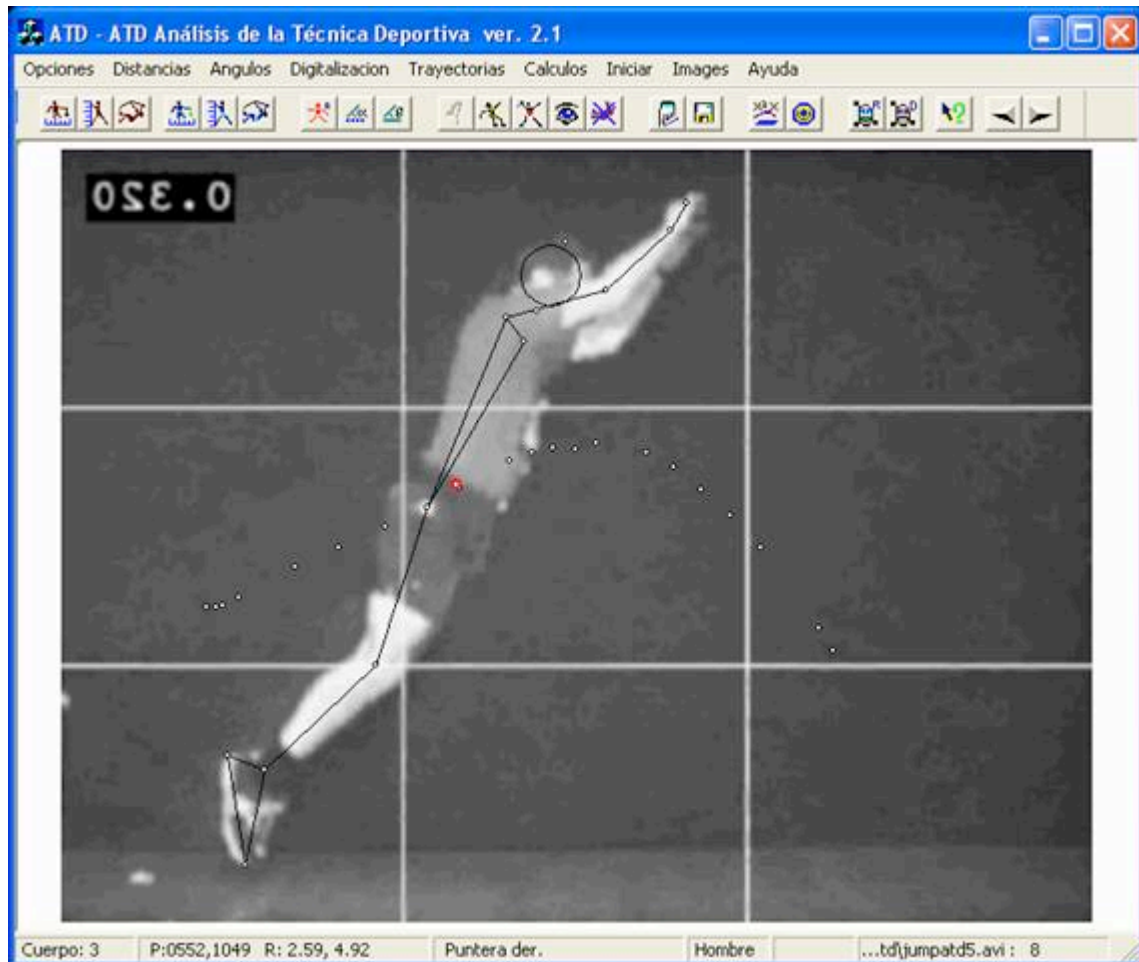 ATD - ATD Análisis de la Técnica Deportiva ver. 2.1
Opciones Distancias Angulos Digitalizacion Trayectorias Calculos Iniciar Images Ayuda
0.320
Cuerpo: 3 P:0552,1049 R: 2.59, 4.92 Puntera der. Hombre ...td\jumpatd5.avi : 8